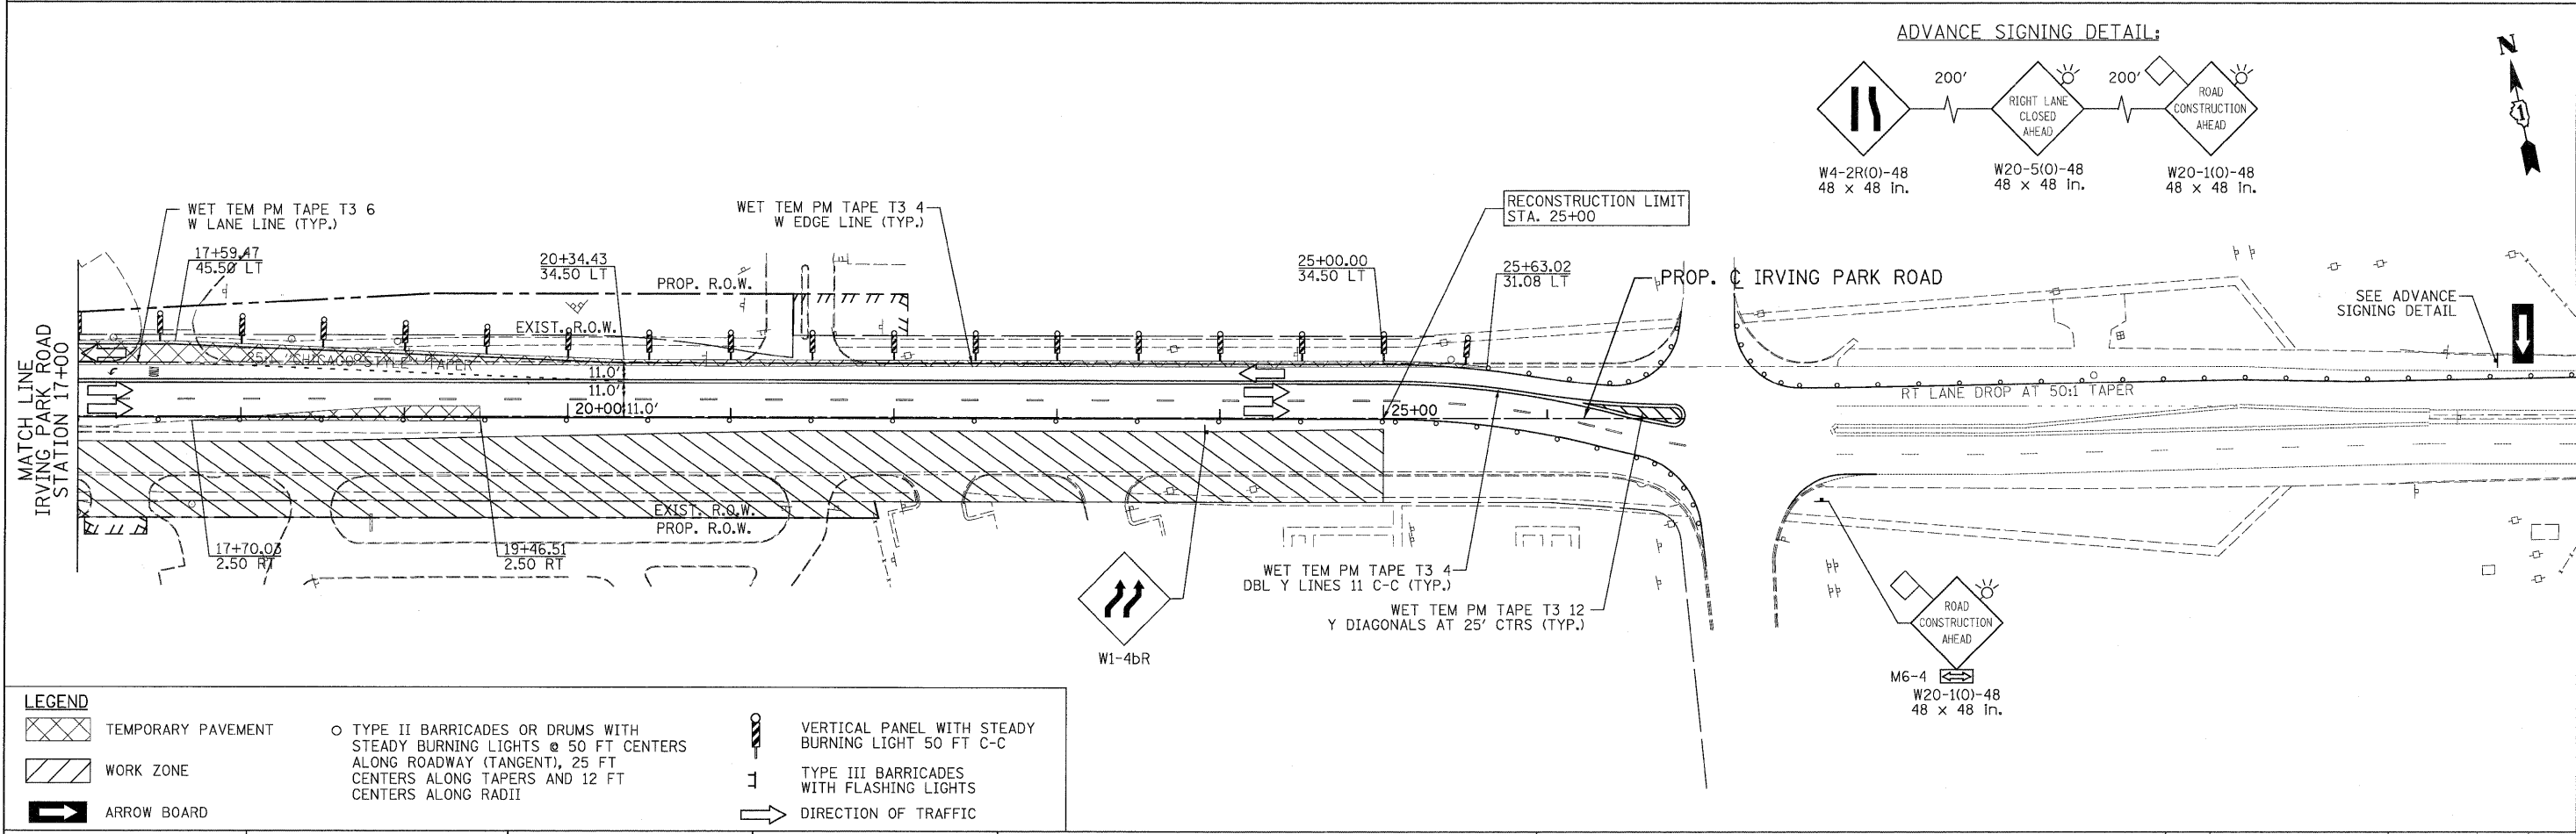 ADVANCE SIGNING DETAIL:
N
1
200'
200'
RIGHT LANE
CLOSED
AHEAD
ROAD
CONSTRUCTION
AHEAD
W4-2R(O)-48
48 x 48 in.
W20-5(O)-48
48 x 48 in.
W20-1(O)-48
48 x 48 in.
WET TEM PM TAPE T3 6
W LANE LINE (TYP.)
WET TEM PM TAPE T3 4
W EDGE LINE (TYP.)
RECONSTRUCTION LIMIT
STA. 25+00
17+59.47
45.50 LT
20+34.43
34.50 LT
25+00.00
34.50 LT
25+63.02
31.08 LT
PROP. ℄ IRVING PARK ROAD
PROP. R.O.W.
EXIST. R.O.W.
SEE ADVANCE
SIGNING DETAIL
MATCH LINE
IRVING PARK ROAD
STATION 17+00
"CHICAGO STYLE" TAPER
11.0'
11.0'
20+00
11.0'
25+00
RT LANE DROP AT 50:1 TAPER
EXIST. R.O.W.
PROP. R.O.W.
17+70.03
2.50 RT
19+46.51
2.50 RT
WET TEM PM TAPE T3 4
DBL Y LINES 11 C-C (TYP.)
WET TEM PM TAPE T3 12
Y DIAGONALS AT 25' CTRS (TYP.)
W1-4bR
ROAD
CONSTRUCTION
AHEAD
M6-4
W20-1(O)-48
48 x 48 in.
LEGEND
TEMPORARY PAVEMENT
WORK ZONE
ARROW BOARD
TYPE II BARRICADES OR DRUMS WITH
STEADY BURNING LIGHTS @ 50 FT CENTERS
ALONG ROADWAY (TANGENT), 25 FT
CENTERS ALONG TAPERS AND 12 FT
CENTERS ALONG RADII
VERTICAL PANEL WITH STEADY
BURNING LIGHT 50 FT C-C
TYPE III BARRICADES
WITH FLASHING LIGHTS
DIRECTION OF TRAFFIC